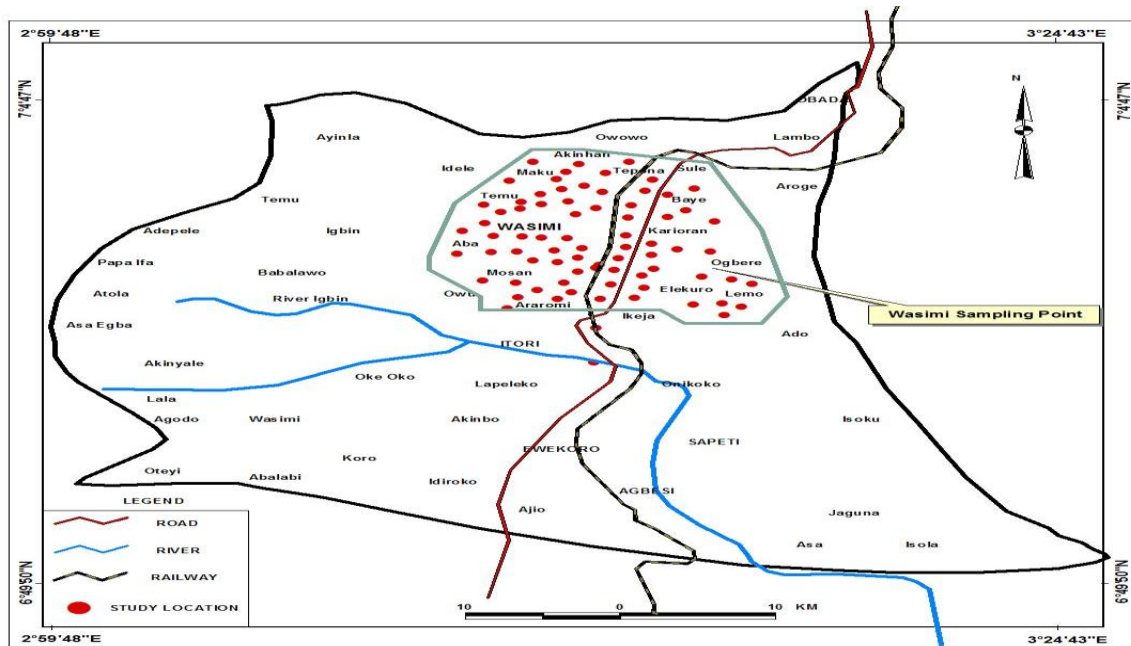 2°59'48"E
3°24'43"E
7°4'47"N
7°4'47"N
N
OBADA
Ayinla
Owowo
Lambo
Idele
Akinhan
Maku
Tepana
Sule
Aroge
Temu
Temu
Baye
Adepele
Igbin
WASIMI
Karioran
Aba
Papa Ifa
Babalawo
Mosan
Ogbere
Atola
River Igbin
Owu
Araromi
Elekuro
Lemo
Wasimi Sampling Point
Asa Egba
Ikeja
Ado
ITORI
Akinyale
Oke Oko
Lapeleko
Onikoko
Lala
Agodo
Wasimi
Akinbo
Isoku
SAPETI
EWEKORO
Koro
Oteyi
Abalabi
Idiroko
AGBESI
LEGEND
Ajio
Jaguna
ROAD
Asa
Isola
RIVER
RAILWAY
STUDY LOCATION
6°49'50"N
6°49'50"N
10 0 10 KM
2°59'48"E
3°24'43"E